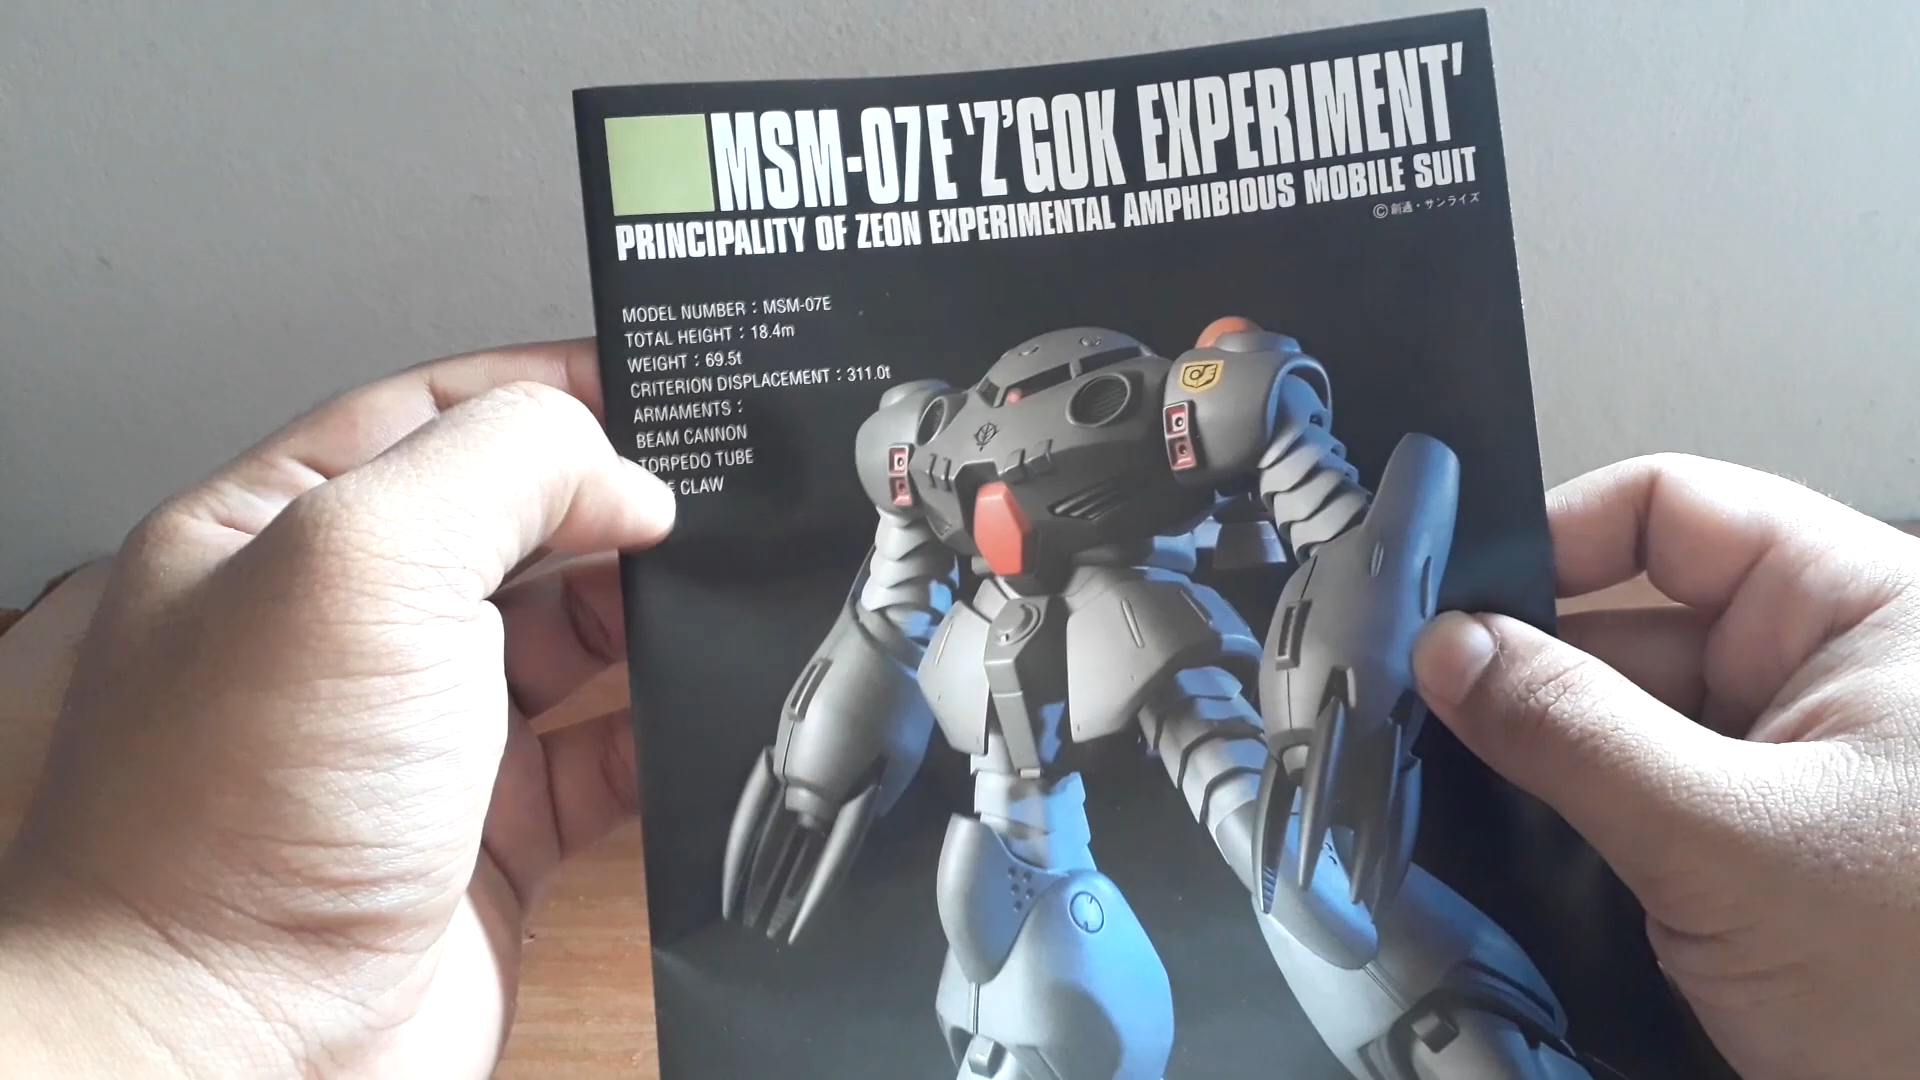 MSM-07E 'Z'GOK EXPERIMENT'
PRINCIPALITY OF ZEON EXPERIMENTAL AMPHIBIOUS MOBILE SUIT
©創通・サンライズ
MODEL NUMBER : MSM-07E
TOTAL HEIGHT : 18.4m
WEIGHT : 69.5t
CRITERION DISPLACEMENT : 311.0t
ARMAMENTS :
BEAM CANNON
TORPEDO TUBE
CLAW